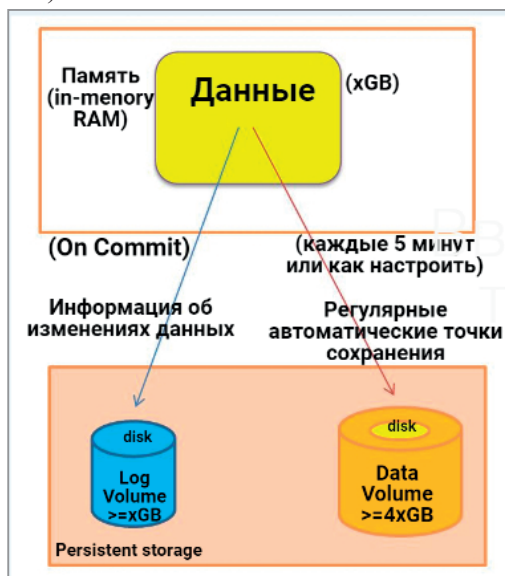 Память
(in-menory
RAM)
Данные
(xGB)
(On Commit)
(каждые 5 минут
или как настроить)
Информация об
изменениях данных
Регулярные
автоматические точки
сохранения
disk
Log
Volume
>=xGB
disk
Data
Volume
>=4xGB
Persistent storage